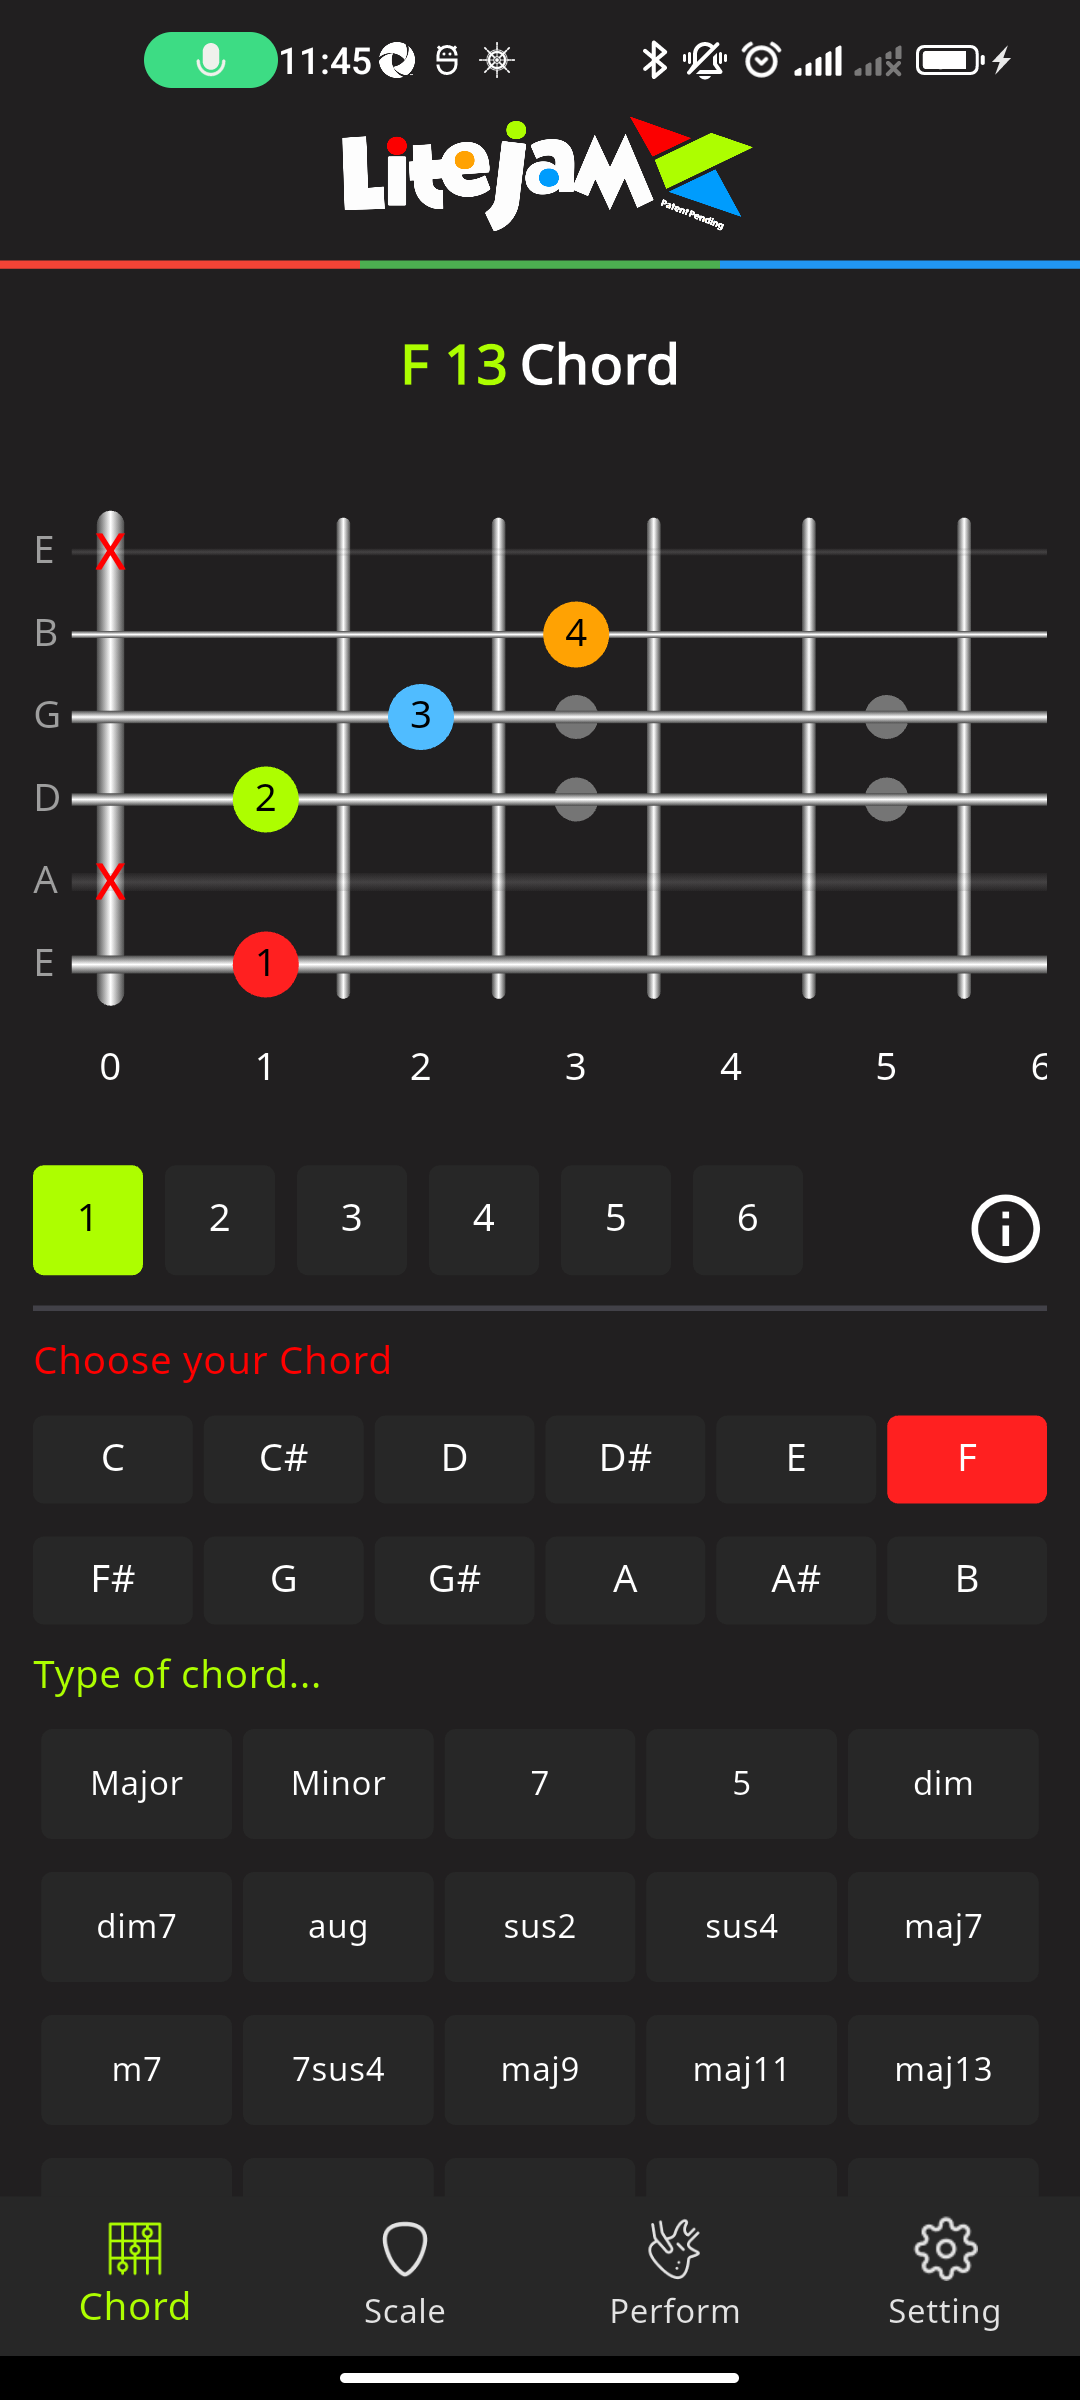 11:45
Litejam
Patent Pending
F 13 Chord
E X
B 4
G 3
D 2
A X
E 1
0 1 2 3 4 5 6
1 2 3 4 5 6
Choose your Chord
C C# D D# E F
F# G G# A A# B
Type of chord...
Major Minor 7 5 dim
dim7 aug sus2 sus4 maj7
m7 7sus4 maj9 maj11 maj13
Chord Scale Perform Setting